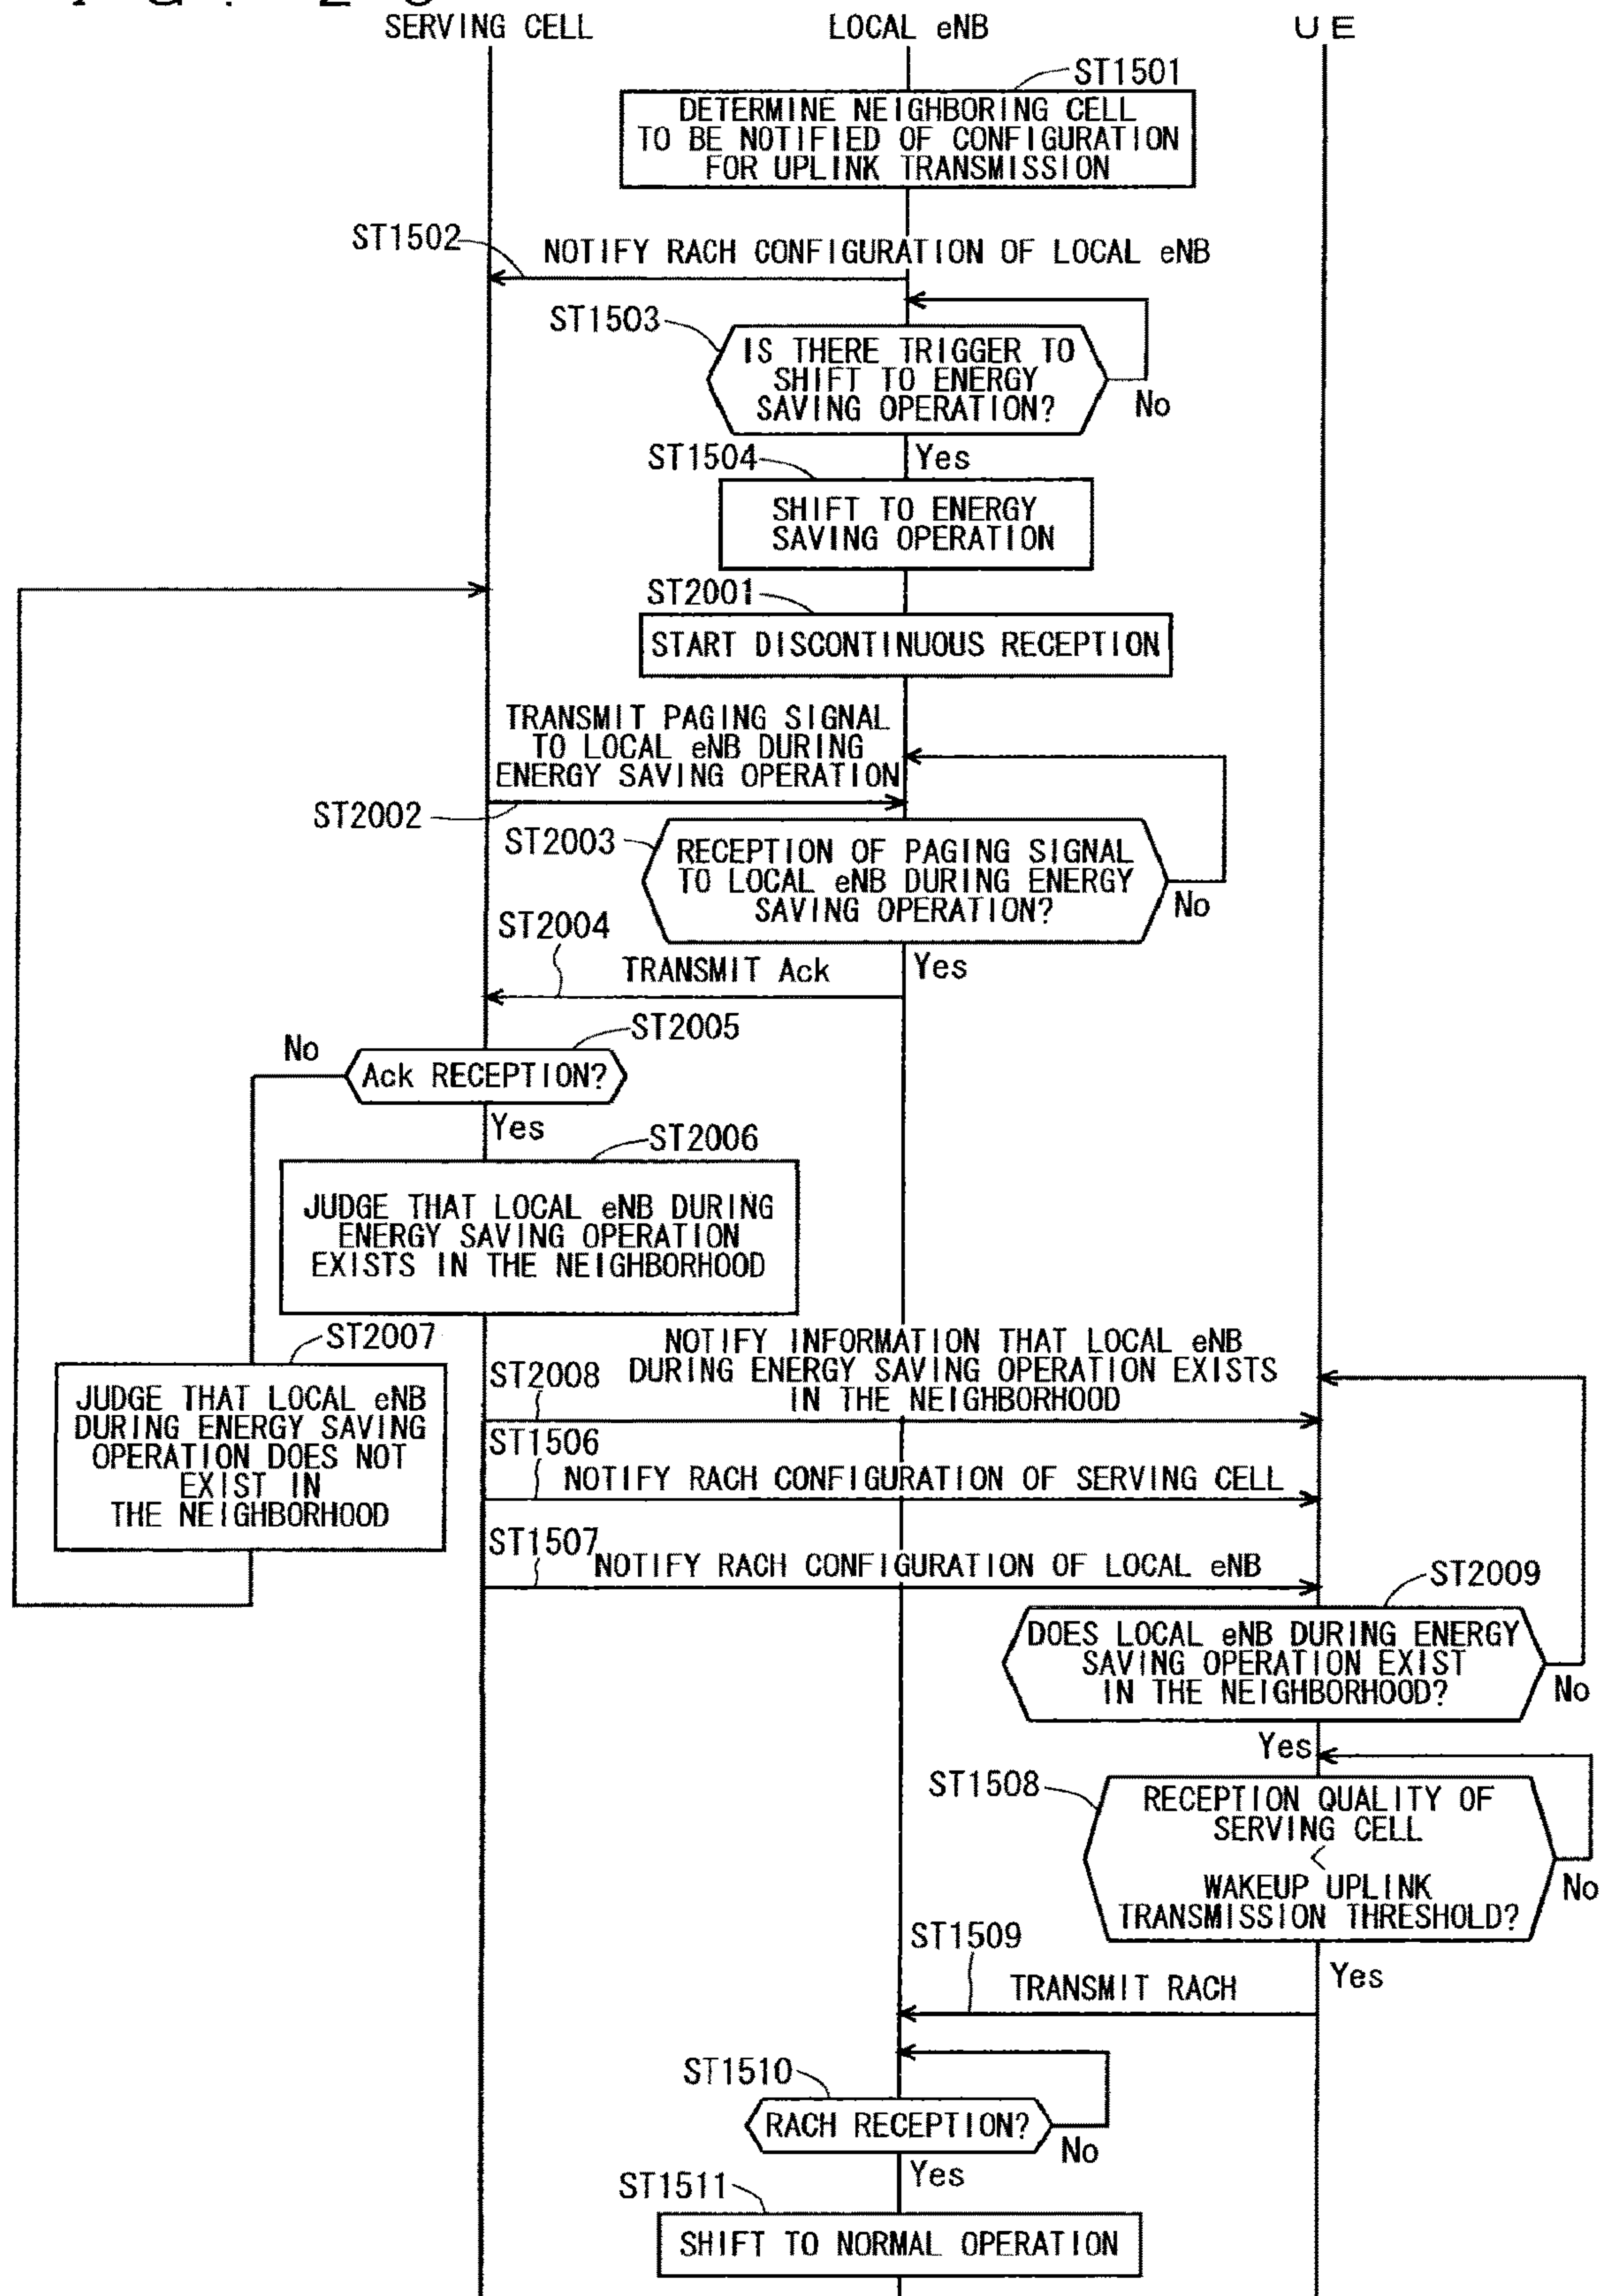 SERVING CELL
LOCAL eNB
UE
ST1501
DETERMINE NEIGHBORING CELL
TO BE NOTIFIED OF CONFIGURATION
FOR UPLINK TRANSMISSION
ST1502
NOTIFY RACH CONFIGURATION OF LOCAL eNB
ST1503
IS THERE TRIGGER TO
SHIFT TO ENERGY
SAVING OPERATION?
No
Yes
ST1504
SHIFT TO ENERGY
SAVING OPERATION
ST2001
START DISCONTINUOUS RECEPTION
TRANSMIT PAGING SIGNAL
TO LOCAL eNB DURING
ENERGY SAVING OPERATION
ST2002
ST2003
RECEPTION OF PAGING SIGNAL
TO LOCAL eNB DURING ENERGY
SAVING OPERATION?
No
Yes
ST2004
TRANSMIT Ack
ST2005
No
Ack RECEPTION?
Yes
ST2006
JUDGE THAT LOCAL eNB DURING
ENERGY SAVING OPERATION
EXISTS IN THE NEIGHBORHOOD
ST2007
JUDGE THAT LOCAL eNB
DURING ENERGY SAVING
OPERATION DOES NOT
EXIST IN
THE NEIGHBORHOOD
ST2008
NOTIFY INFORMATION THAT LOCAL eNB
DURING ENERGY SAVING OPERATION EXISTS
IN THE NEIGHBORHOOD
ST1506
NOTIFY RACH CONFIGURATION OF SERVING CELL
ST1507
NOTIFY RACH CONFIGURATION OF LOCAL eNB
ST2009
DOES LOCAL eNB DURING ENERGY
SAVING OPERATION EXIST
IN THE NEIGHBORHOOD?
No
Yes
ST1508
RECEPTION QUALITY OF
SERVING CELL
<
WAKEUP UPLINK
TRANSMISSION THRESHOLD?
No
Yes
ST1509
TRANSMIT RACH
ST1510
RACH RECEPTION?
No
Yes
ST1511
SHIFT TO NORMAL OPERATION